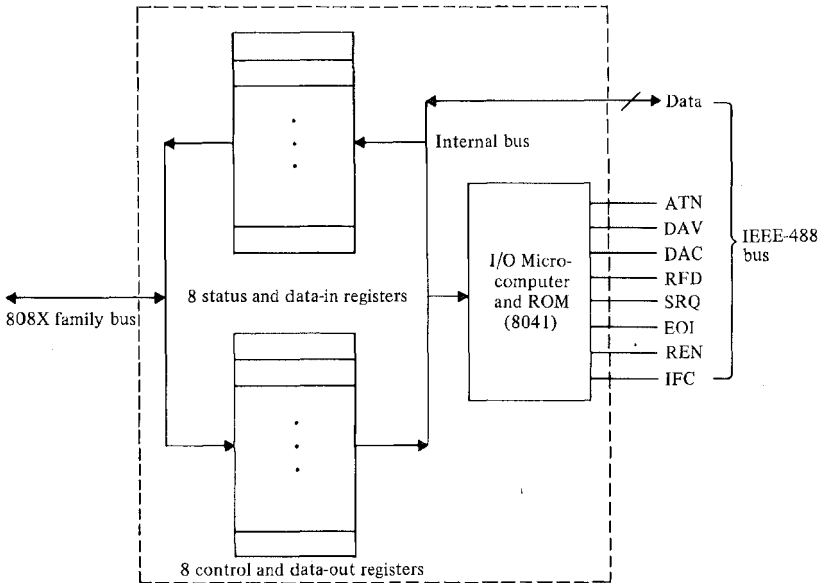 Data
Internal bus
ATN
DAV
DAC
RFD
SRQ
EOI
REN
IFC
IEEE-488
bus
I/O Micro-
computer
and ROM
(8041)
8 status and data-in registers
808X family bus
8 control and data-out registers